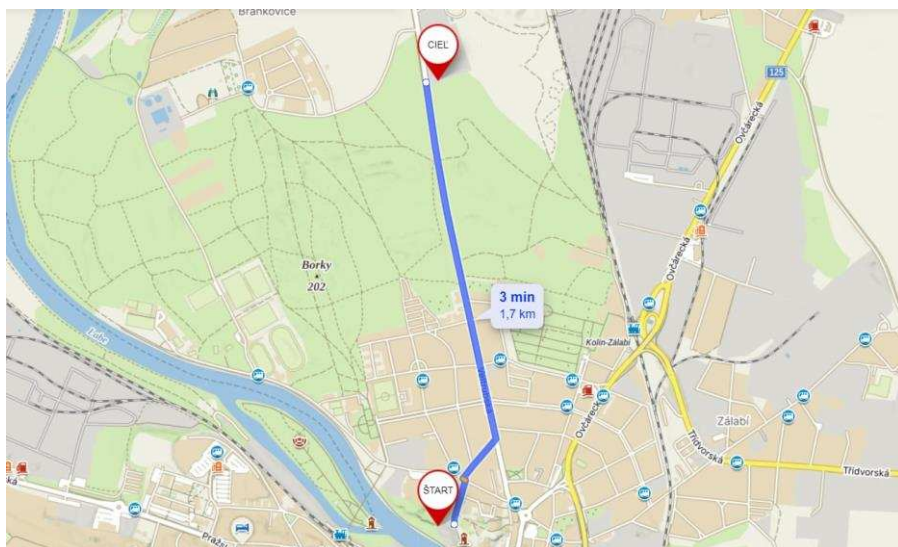 Brankovice
CIEĽ
125
Ovčárecká
Borky
202
3 min
1,7 km
Ovčárecká
Kolín-Zálabí
Labe
Ovčárecká
Zálabí
Třídvorská
Třídvorská
ŠTART